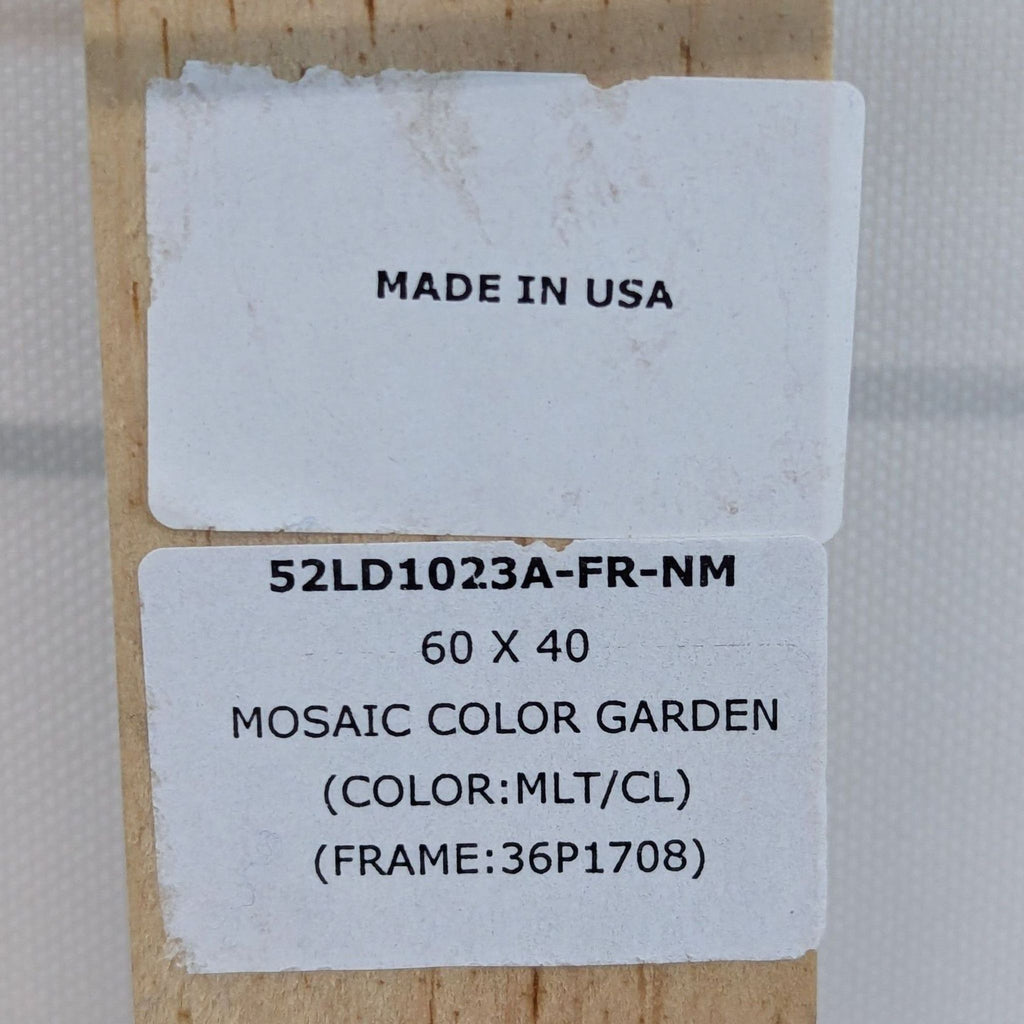 MADE IN USA
52LD1023A-FR-NM
60 X 40
MOSAIC COLOR GARDEN
(COLOR:MLT/CL)
(FRAME:36P1708)